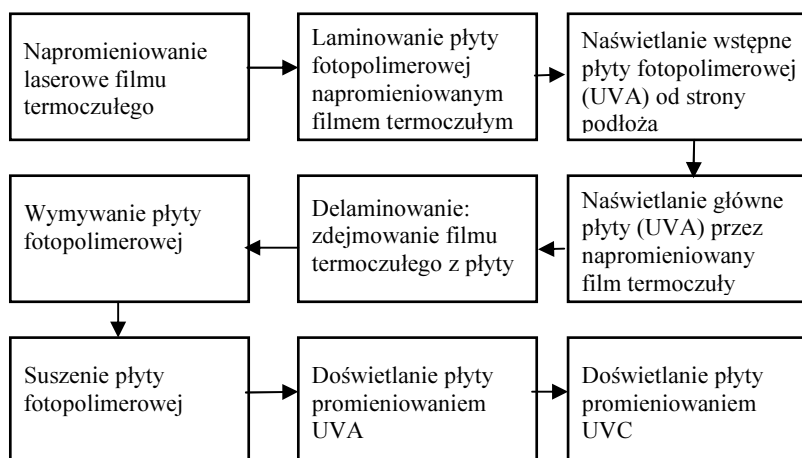 Napromieniowanie
laserowe filmu
termoczułego
Laminowanie płyty
fotopolimerowej
napromieniowanym
filmem termoczułym
Naświetlanie wstępne
płyty fotopolimerowej
(UVA) od strony
podłoża
Naświetlanie główne
płyty (UVA) przez
napromieniowany
film termoczuły
Delaminowanie:
zdejmowanie filmu
termoczułego z płyty
Wymywanie płyty
fotopolimerowej
Suszenie płyty
fotopolimerowej
Doświetlanie płyty
promieniowaniem
UVA
Doświetlanie płyty
promieniowaniem
UVC